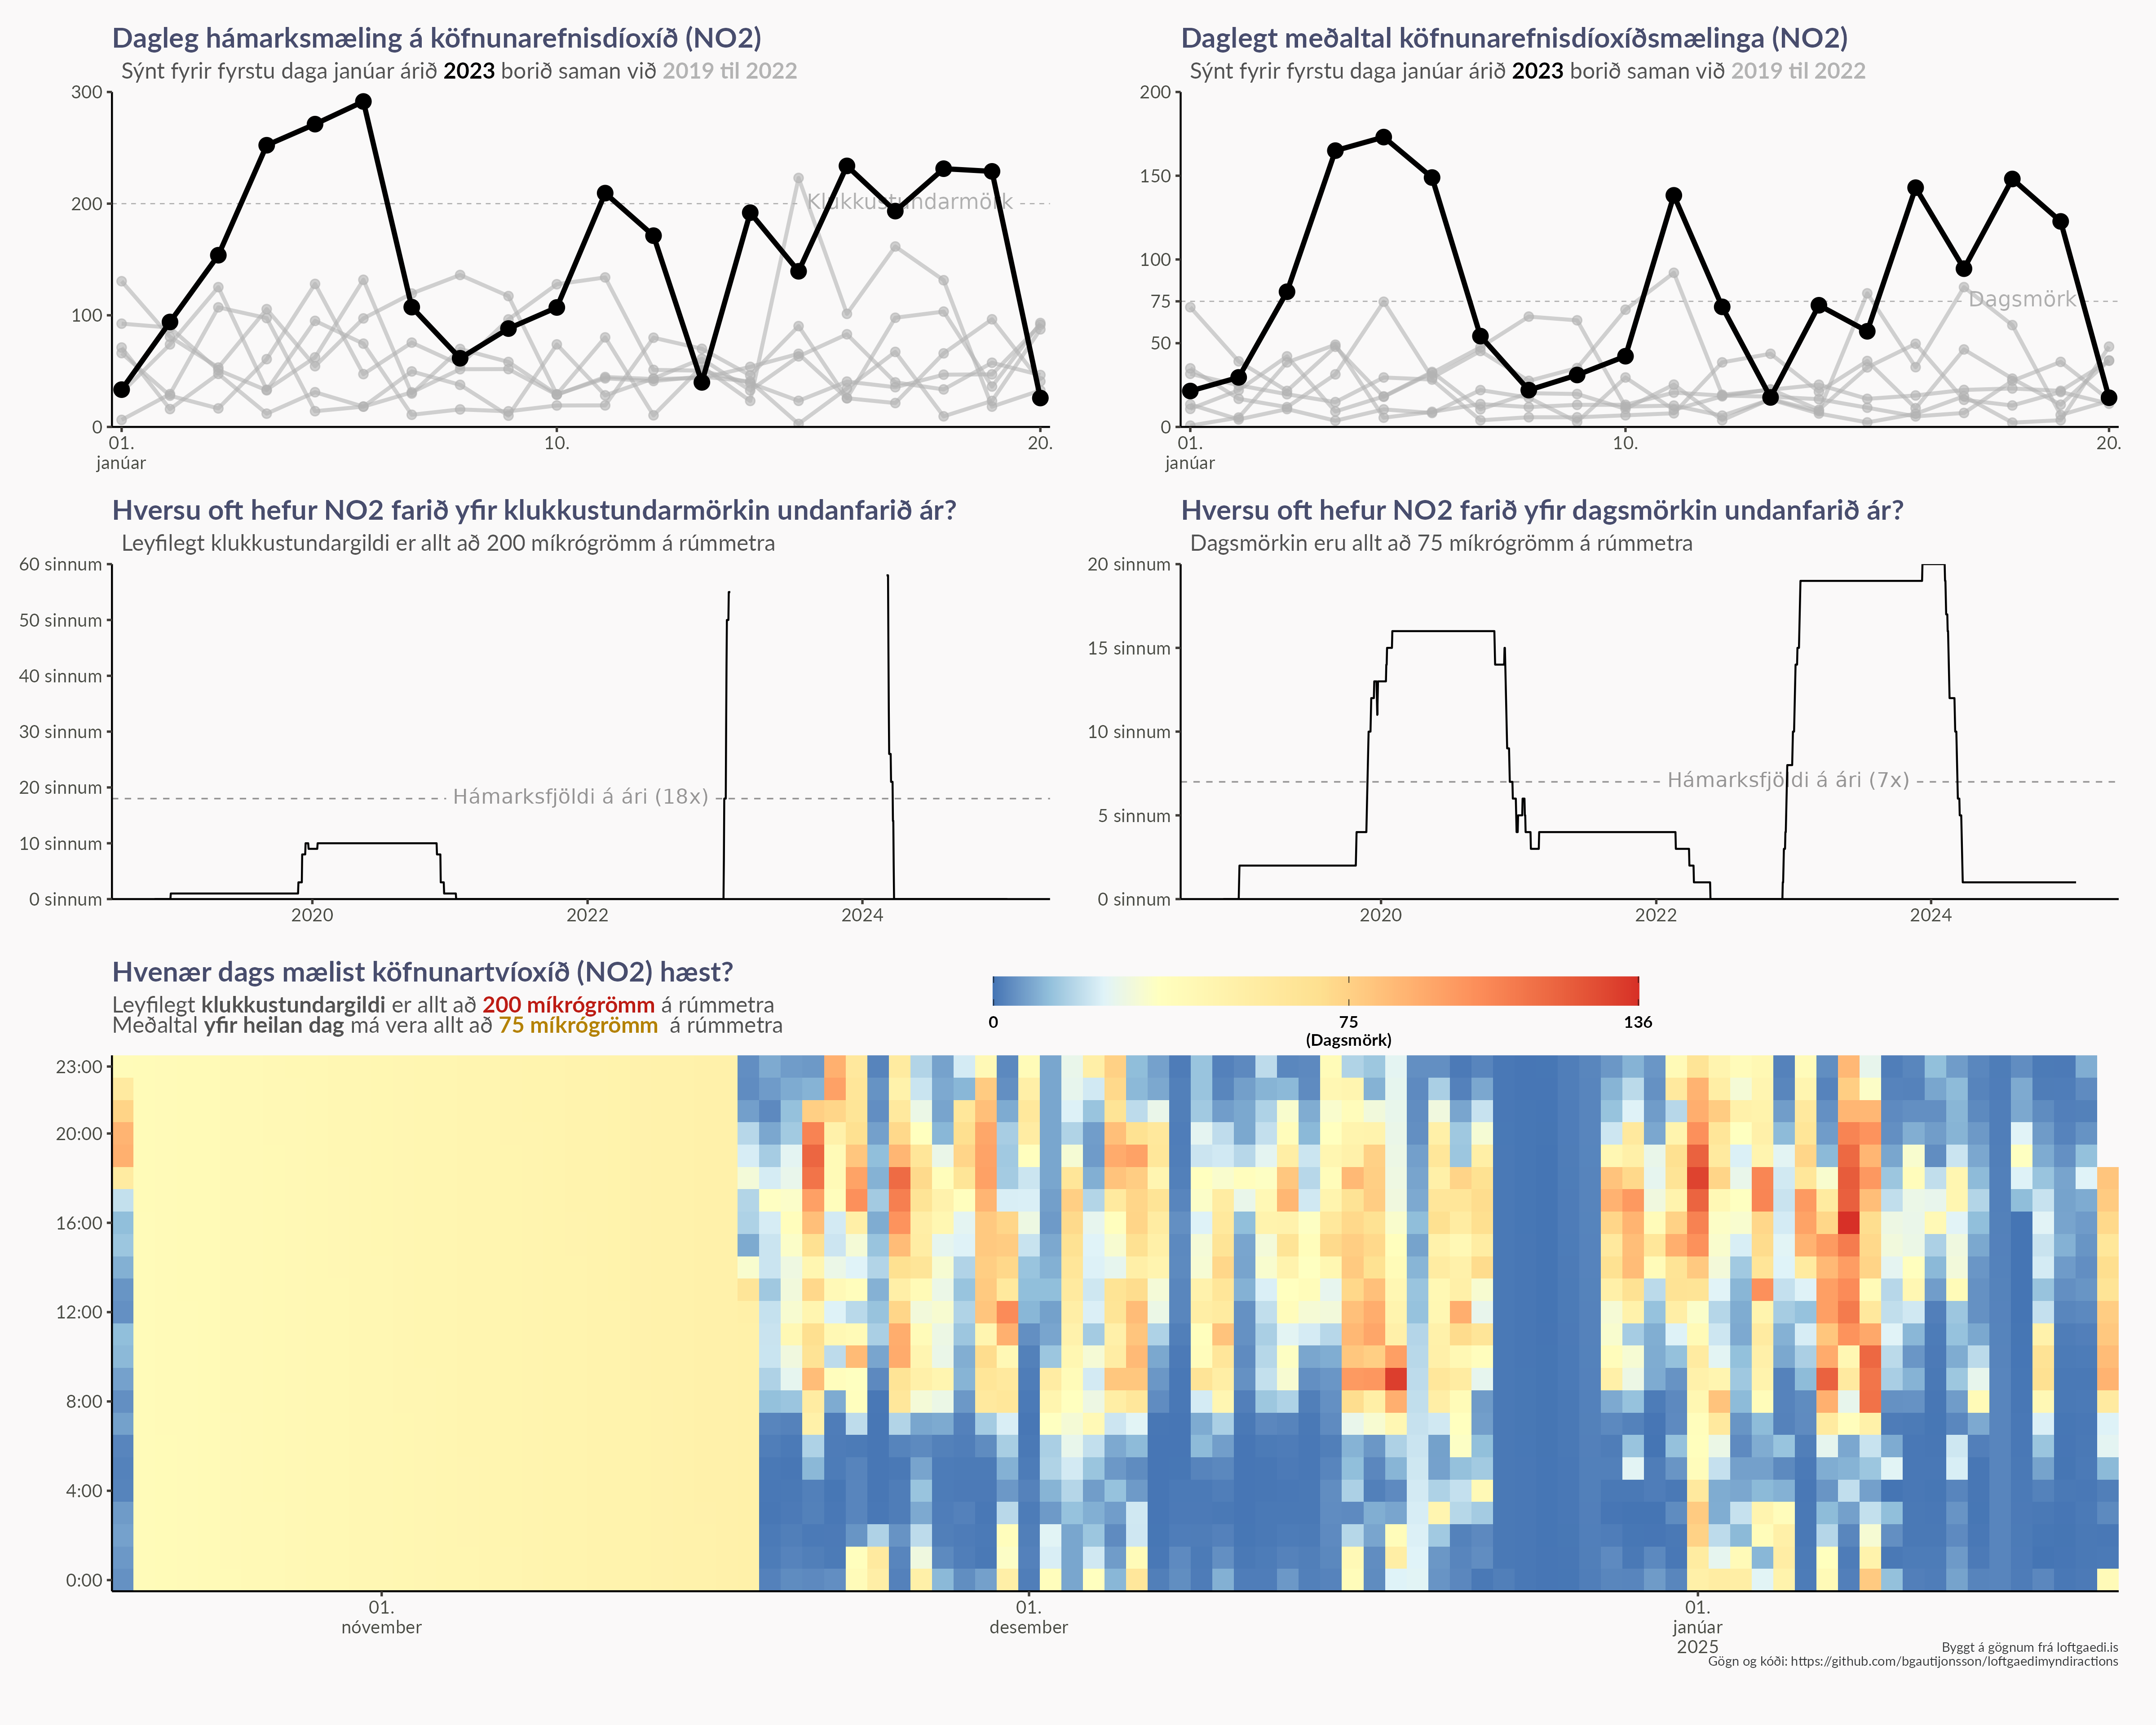 Dagleg hámarksmæling á köfnunarefnisdíoxíð (NO2)
Sýnt fyrir fyrstu daga janúar árið 2023 borið saman við 2019 til 2022
300
200
100
0
Klukkustundarmörk
01.
janúar
10.
20.
Daglegt meðaltal köfnunarefnisdíoxíðsmælinga (NO2)
Sýnt fyrir fyrstu daga janúar árið 2023 borið saman við 2019 til 2022
200
150
100
75
50
0
Dagsmörk
01.
janúar
10.
20.
Hversu oft hefur NO2 farið yfir klukkustundarmörkin undanfarið ár?
Leyfilegt klukkustundargildi er allt að 200 míkrógrömm á rúmmetra
60 sinnum
50 sinnum
40 sinnum
30 sinnum
20 sinnum
10 sinnum
0 sinnum
Hámarksfjöldi á ári (18x)
2020
2022
2024
Hversu oft hefur NO2 farið yfir dagsmörkin undanfarið ár?
Dagsmörkin eru allt að 75 míkrógrömm á rúmmetra
20 sinnum
15 sinnum
10 sinnum
5 sinnum
0 sinnum
Hámarksfjöldi á ári (7x)
2020
2022
2024
Hvenær dags mælist köfnunartvíoxíð (NO2) hæst?
Leyfilegt klukkustundargildi er allt að 200 míkrógrömm á rúmmetra
Meðaltal yfir heilan dag má vera allt að 75 míkrógrömm á rúmmetra
0
75
(Dagsmörk)
136
23:00
20:00
16:00
12:00
8:00
4:00
0:00
01.
nóvember
01.
desember
01.
janúar
2025
Byggt á gögnum frá loftgaedi.is
Gögn og kóði: https://github.com/bgautijonsson/loftgaedimyndiractions